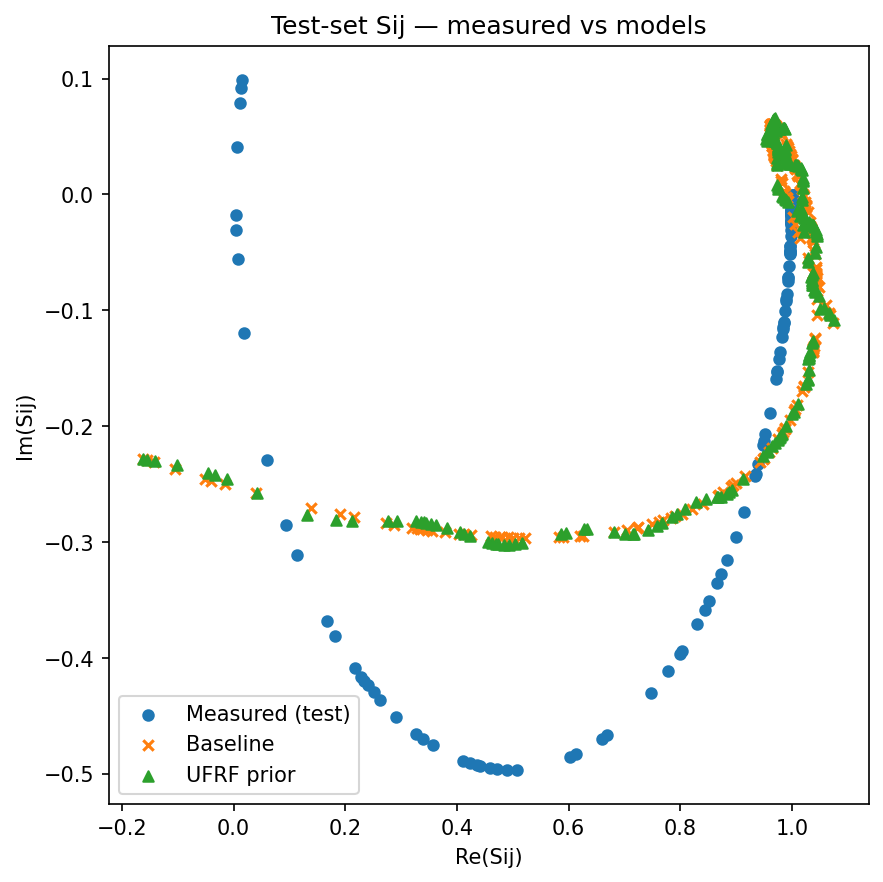 Test-set Sij — measured vs models
0.1
0.0
−0.1
−0.2
−0.3
−0.4
−0.5
Im(Sij)
Measured (test)
Baseline
UFRF prior
−0.2
0.0
0.2
0.4
0.6
0.8
1.0
Re(Sij)